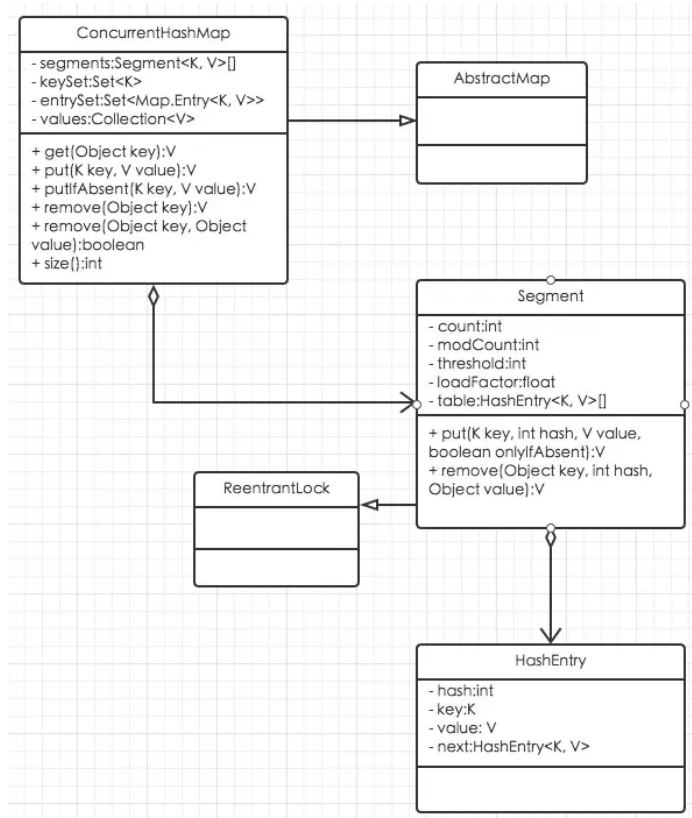 ConcurrentHashMap
- segments:Segment<K, V>[]
- keySet:Set<K>
- entrySet:Set<Map.Entry<K, V>>
- values:Collection<V>
+ get(Object key):V
+ put(K key, V value):V
+ putIfAbsent(K key, V value):V
+ remove(Object key):V
+ remove(Object key, Object
value):boolean
+ size():int
AbstractMap
Segment
- count:int
- modCount:int
- threshold:int
- loadFactor:float
- table:HashEntry<K, V>[]
+ put(K key, int hash, V value,
boolean onlyIfAbsent):V
+ remove(Object key, int hash,
Object value):V
ReentrantLock
HashEntry
- hash:int
- key:K
- value: V
- next:HashEntry<K, V>